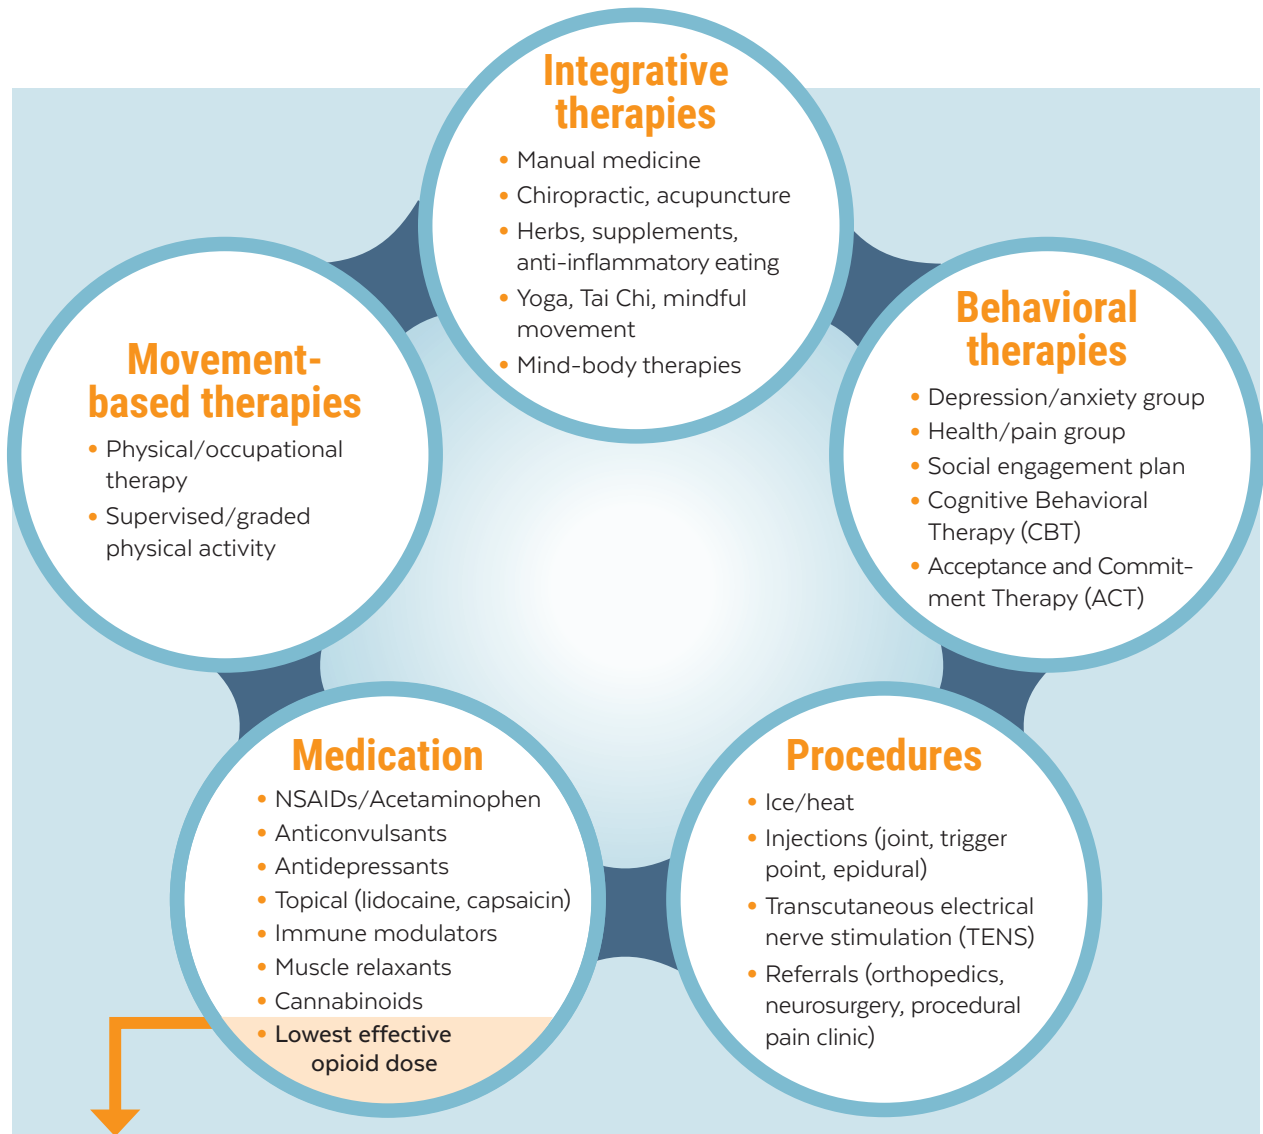 Integrative
therapies
• Manual medicine
• Chiropractic, acupuncture
• Herbs, supplements,
anti-inflammatory eating
• Yoga, Tai Chi, mindful
movement
• Mind-body therapies
Behavioral
therapies
• Depression/anxiety group
• Health/pain group
• Social engagement plan
• Cognitive Behavioral
Therapy (CBT)
• Acceptance and Commit-
ment Therapy (ACT)
Movement-
based therapies
• Physical/occupational
therapy
• Supervised/graded
physical activity
Medication
• NSAIDs/Acetaminophen
• Anticonvulsants
• Antidepressants
• Topical (lidocaine, capsaicin)
• Immune modulators
• Muscle relaxants
• Cannabinoids
• Lowest effective
opioid dose
Procedures
• Ice/heat
• Injections (joint, trigger
point, epidural)
• Transcutaneous electrical
nerve stimulation (TENS)
• Referrals (orthopedics,
neurosurgery, procedural
pain clinic)